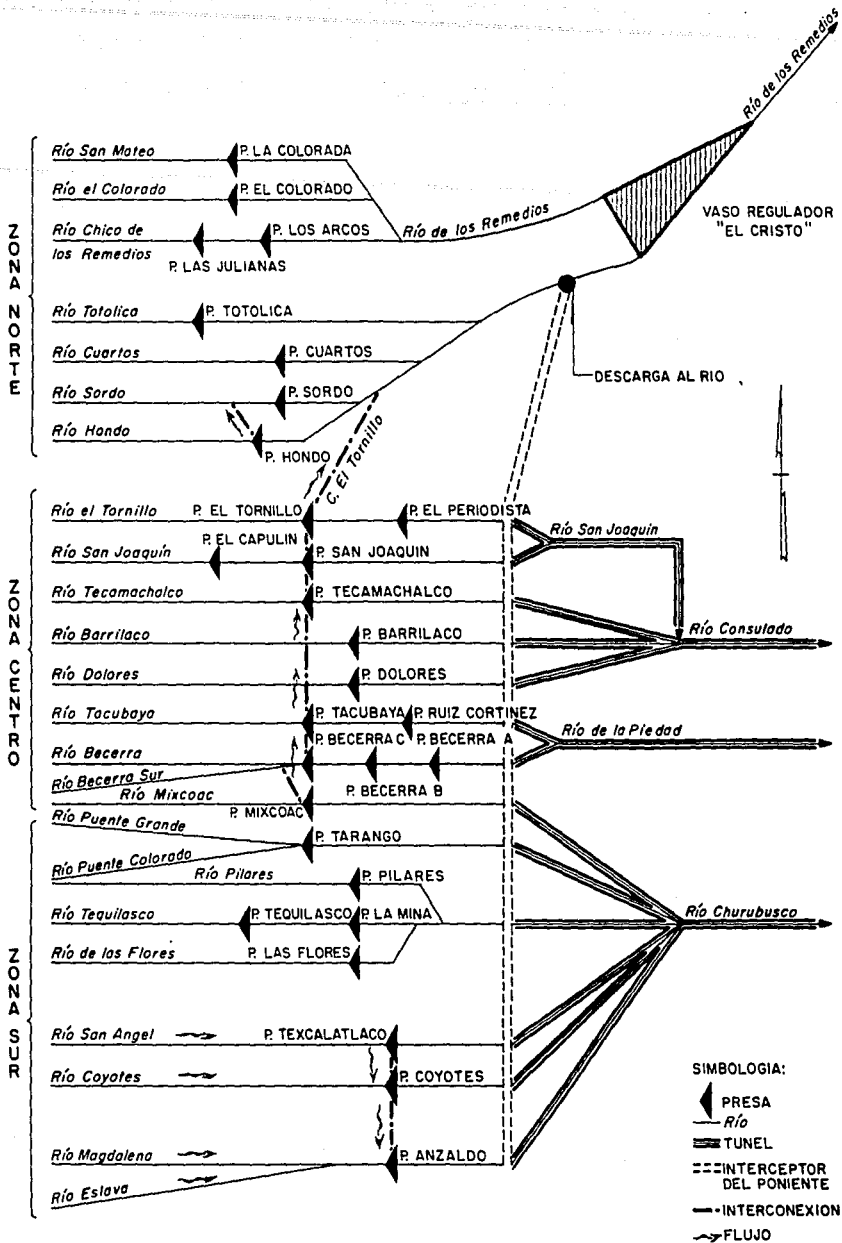 Río de los Remedios
ZONA NORTE
Río San Mateo
P. LA COLORADA
Río el Colorado
P. EL COLORADO
Río Chico de
los Remedios
P. LOS ARCOS
P. LAS JULIANAS
Río de los Remedios
VASO REGULADOR
"EL CRISTO"
Río Totolica
P. TOTOLICA
Río Cuartos
P. CUARTOS
DESCARGA AL RIO
Río Sordo
P. SORDO
Río Hondo
P. HONDO
C. El Tornillo
ZONA CENTRO
Río el Tornillo
P. EL TORNILLO
P. EL PERIODISTA
Río San Joaquin
P. EL CAPULIN
Río San Joaquín
P. SAN JOAQUIN
Río Tecamachalco
P. TECAMACHALCO
Río Barrilaco
P. BARRILACO
Río Consulado
Río Dolores
P. DOLORES
Río Tacubaya
P. TACUBAYA
P. RUIZ CORTINEZ
Río de la Piedad
Río Becerra
P. BECERRA C
P. BECERRA A
P. BECERRA B
Río Becerra Sur
Río Mixcoac
P. MIXCOAC
ZONA SUR
Río Puente Grande
P. TARANGO
Río Puente Colorado
Río Pilares
P. PILARES
Río Tequilasco
P. TEQUILASCO
P. LA MINA
Río Churubusco
Río de las Flores
P. LAS FLORES
Río San Angel
P. TEXCALATLACO
Río Coyotes
P. COYOTES
Río Magdalena
P. ANZALDO
Río Eslava
SIMBOLOGIA:
PRESA
Río
TUNEL
INTERCEPTOR
DEL PONIENTE
INTERCONEXION
FLUJO